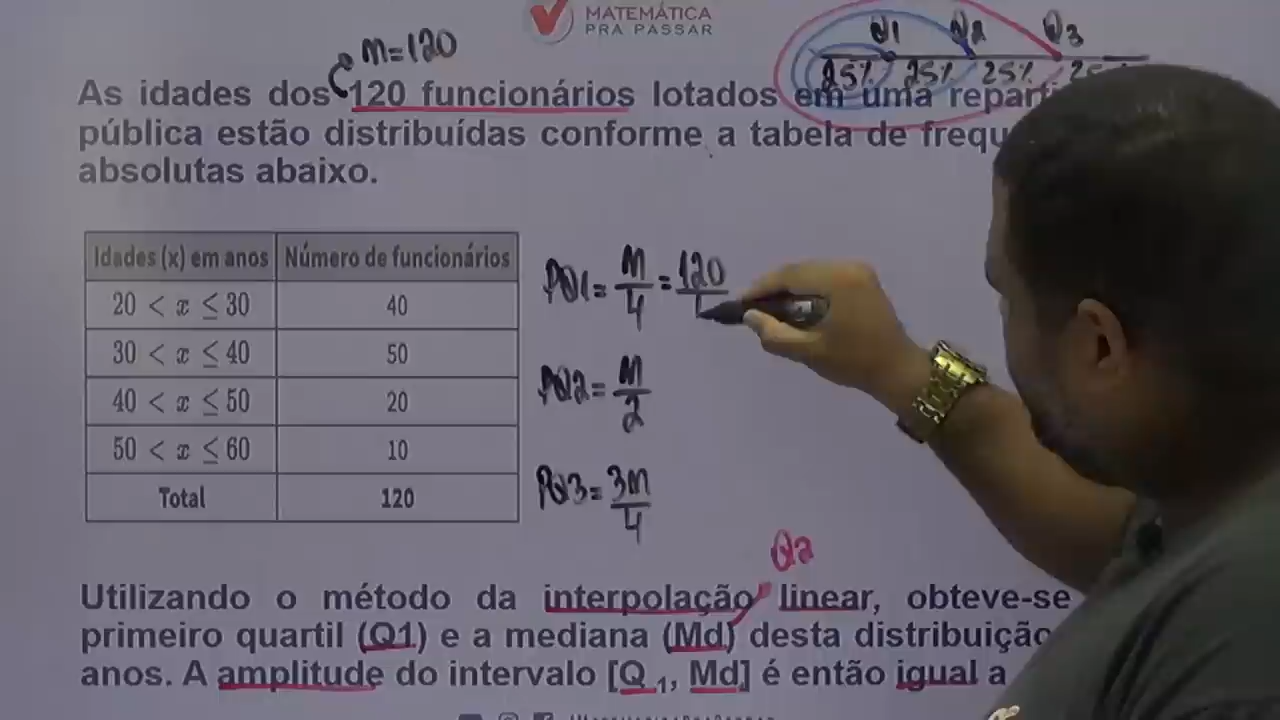 MATEMÁTICA
PRA PASSAR
n=120
Q1 Q2 Q3
25% 25% 25%
As idades dos 120 funcionários lotados em uma
pública estão distribuídas conforme a tabela de
absolutas abaixo.
Idades (x) em anos Número de funcionários
20 < x ≤ 30 40
30 < x ≤ 40 50
40 < x ≤ 50 20
50 < x ≤ 60 10
Total 120
PQ1 = n/4 = 120/
PQ2 = n/2
PQ3 = 3n/4
Q2
Utilizando o método da interpolação linear, obteve-se
primeiro quartil (Q1) e a mediana (Md) desta distribuição
anos. A amplitude do intervalo [Q 1, Md] é então igual a